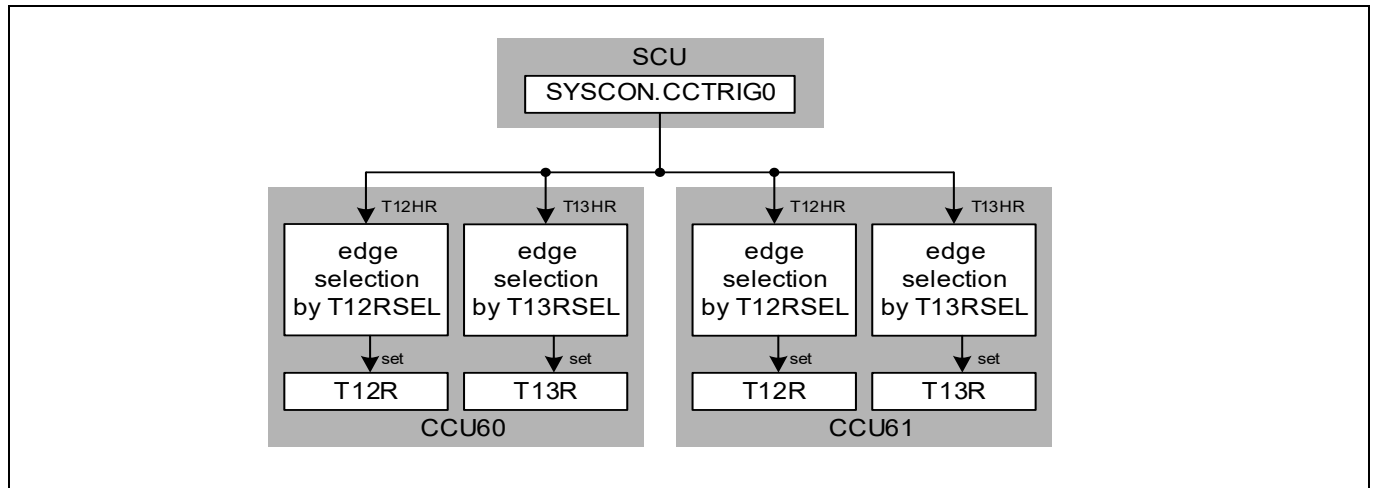 SCU
SYSCON.CCTRIG0
T12HR
T13HR
T12HR
T13HR
edge
selection
by T12RSEL
edge
selection
by T13RSEL
edge
selection
by T12RSEL
edge
selection
by T13RSEL
set
set
set
set
T12R
T13R
T12R
T13R
CCU60
CCU61